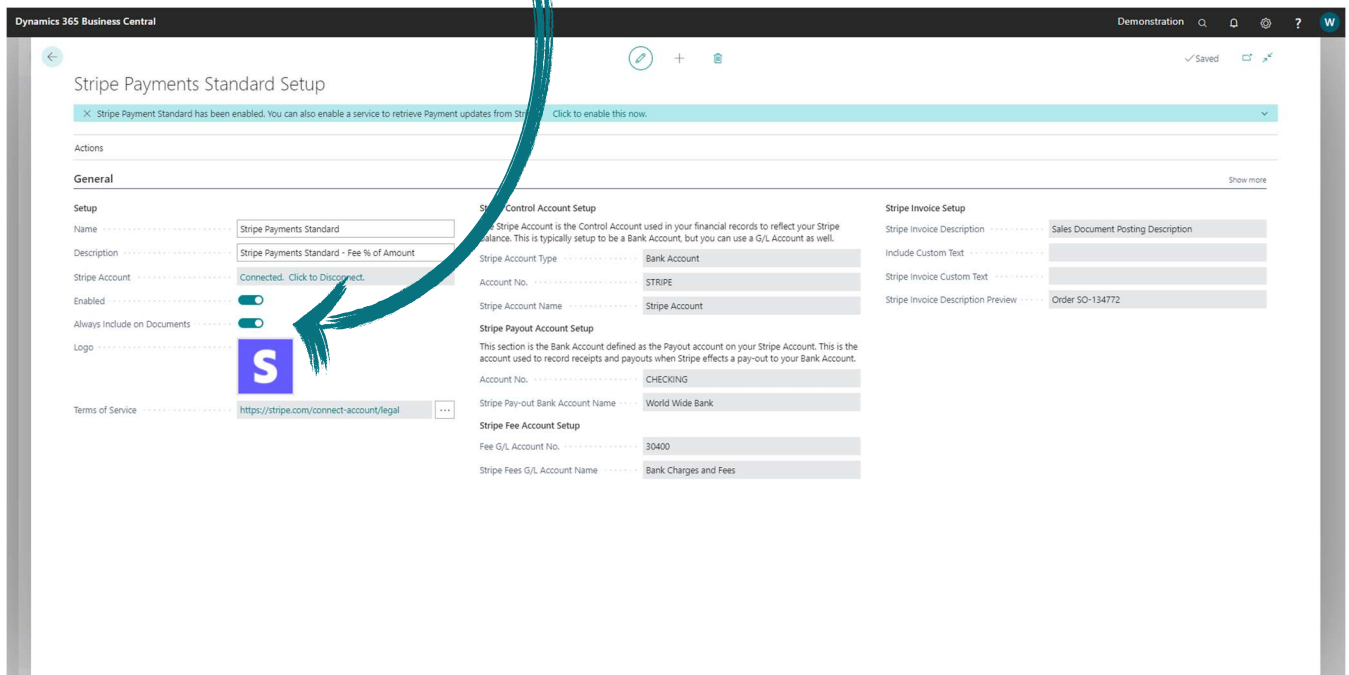 Dynamics 365 Business Central
Demonstration
?
W
Saved
Stripe Payments Standard Setup
Stripe Payment Standard has been enabled. You can also enable a service to retrieve Payment updates from Click to enable this now.
Actions
General
Show more
Setup
Name
Stripe Payments Standard
Description
Stripe Payments Standard - Fee % of Amount
Stripe Account
Connected. Click to Disconnect.
Enabled
Always Include on Documents
Logo
S
Terms of Service
https://stripe.com/connect-account/legal
...
Control Account Setup
Stripe Account is the Control Account used in your financial records to reflect your Stripe
balance. This is typically setup to be a Bank Account, but you can use a G/L Account as well.
Stripe Account Type
Bank Account
Account No.
STRIPE
Stripe Account Name
Stripe Account
Stripe Payout Account Setup
This section is the Bank Account defined as the Payout account on your Stripe Account. This is the
account used to record receipts and payouts when Stripe effects a pay-out to your Bank Account.
Account No.
CHECKING
Stripe Pay-out Bank Account Name
World Wide Bank
Stripe Fee Account Setup
Fee G/L Account No.
30400
Stripe Fees G/L Account Name
Bank Charges and Fees
Stripe Invoice Setup
Stripe Invoice Description
Sales Document Posting Description
Include Custom Text
Stripe Invoice Custom Text
Stripe Invoice Description Preview
Order SO-134772